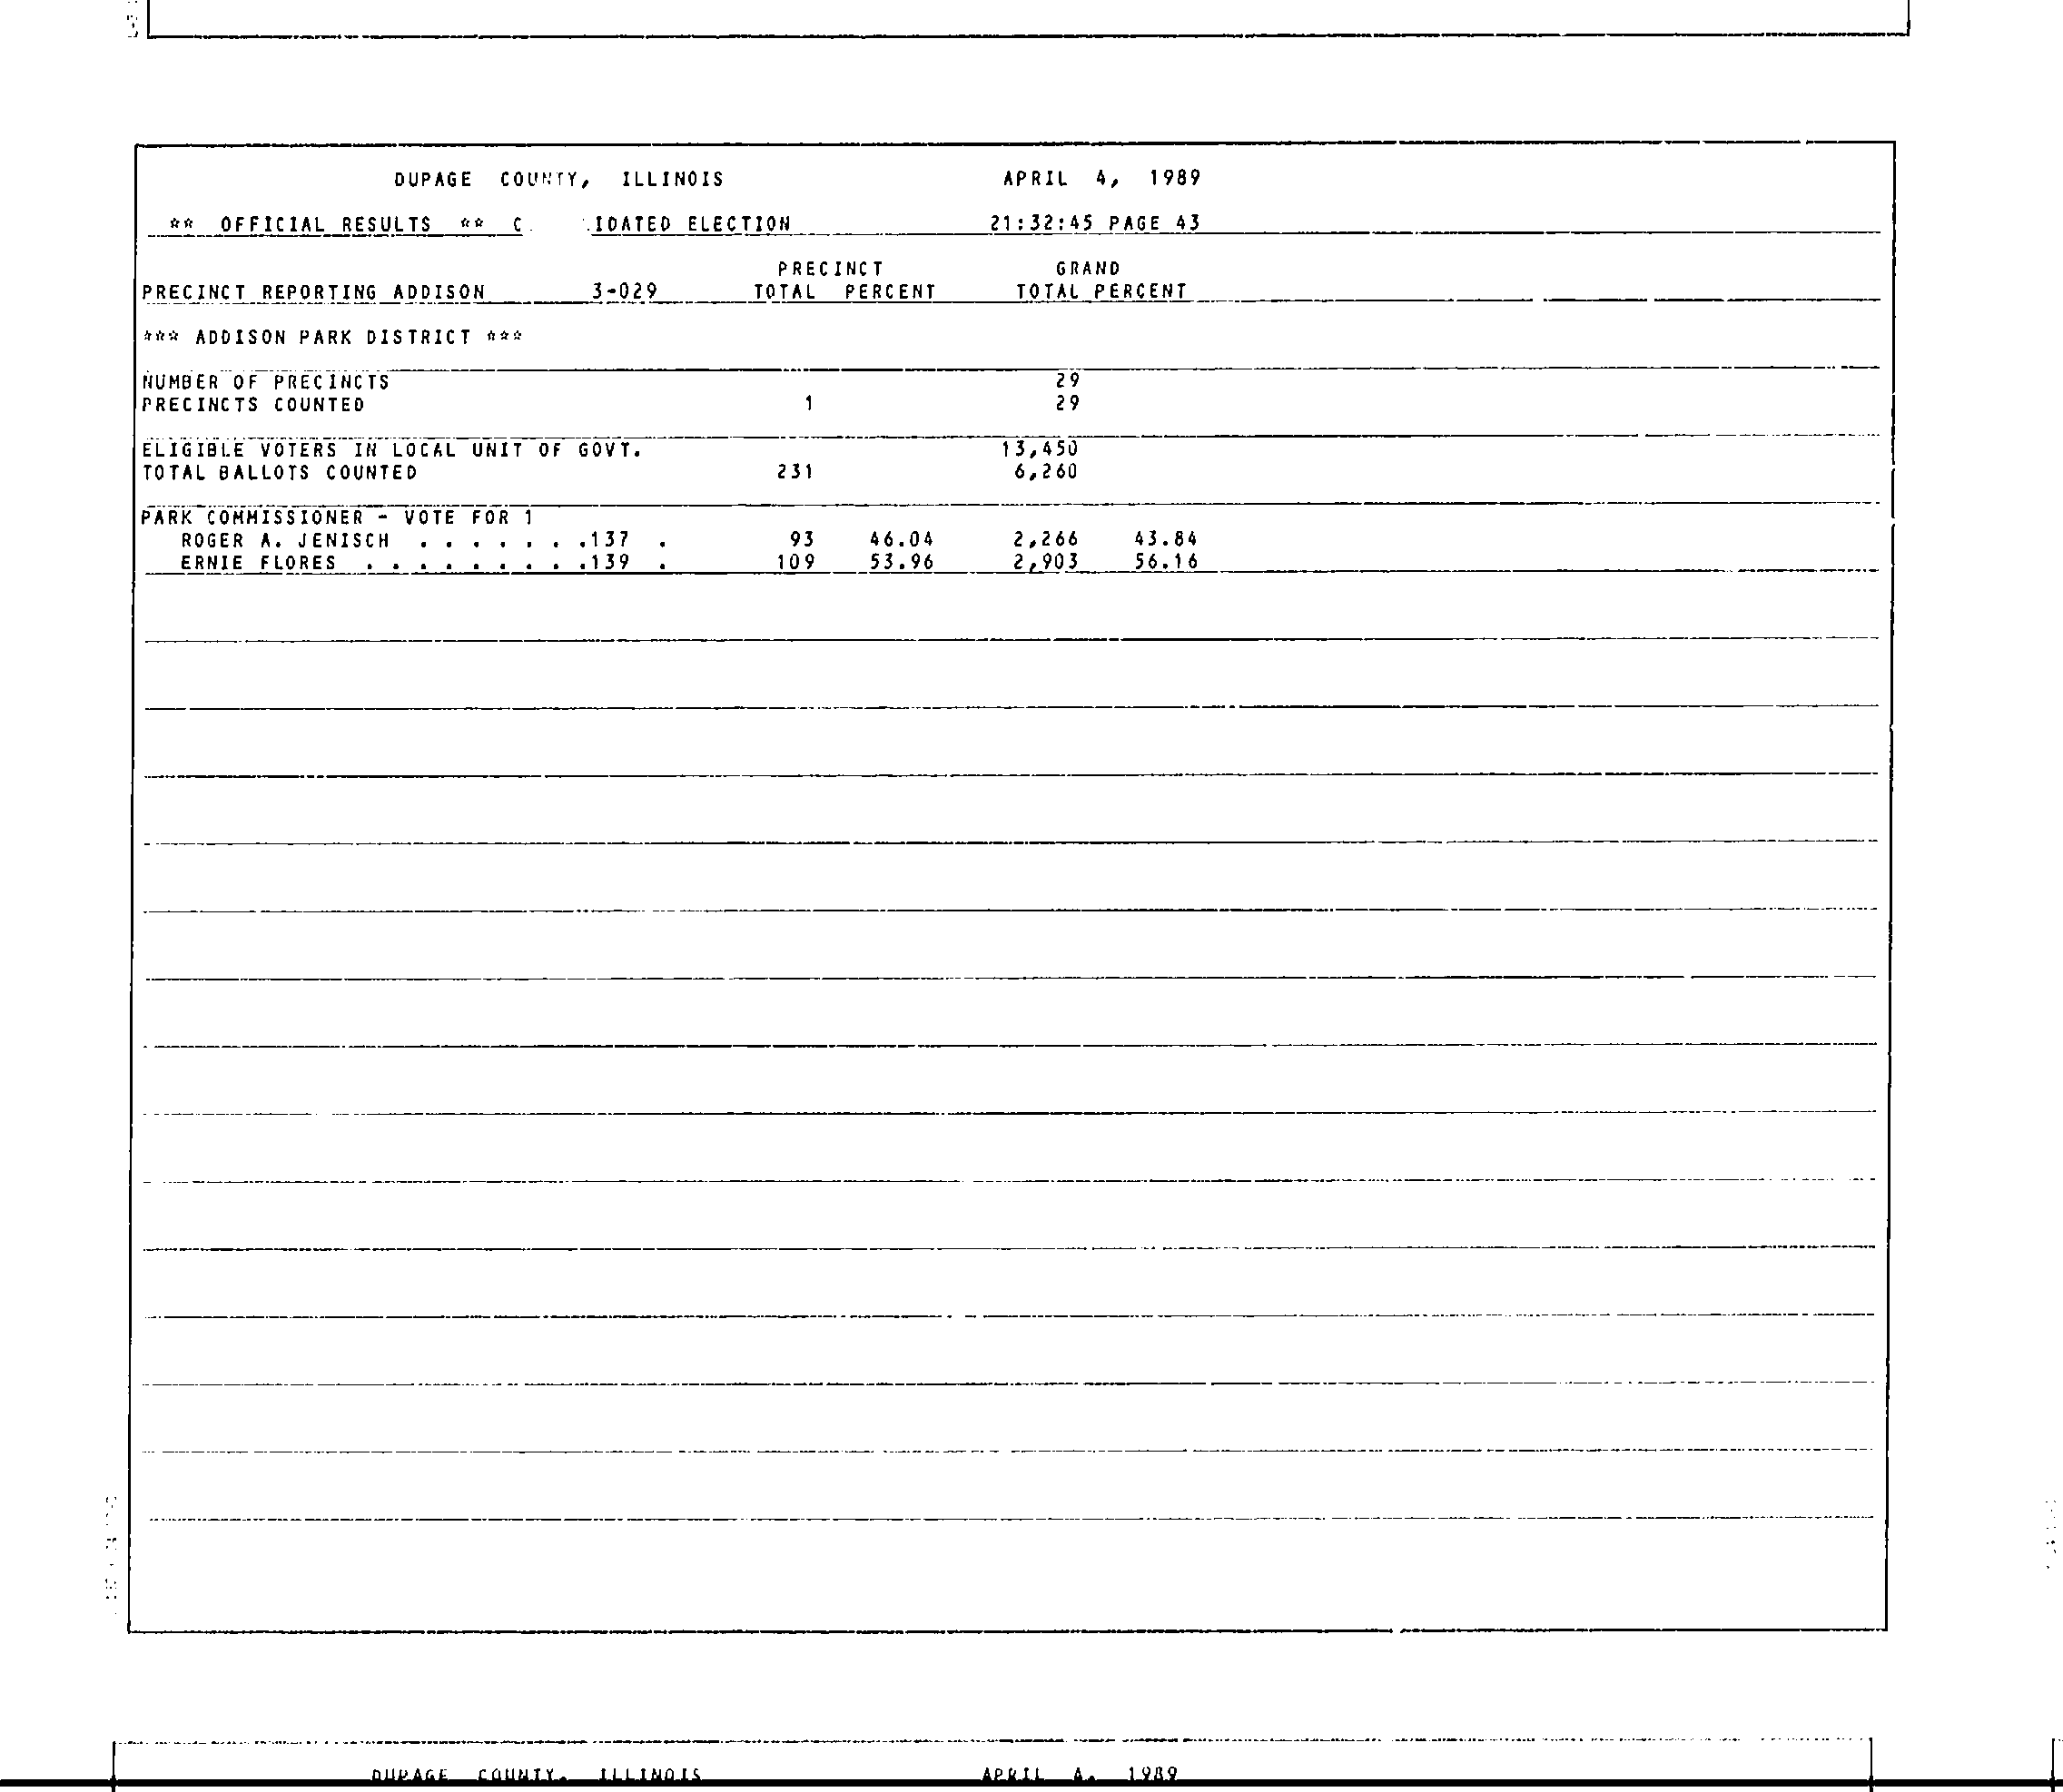 DUPAGE COUNTY, ILLINOIS APRIL 4, 1989
** OFFICIAL RESULTS ** C IDATED ELECTION 21:32:45 PAGE 43
PRECINCT GRAND
PRECINCT REPORTING ADDISON 3-029 TOTAL PERCENT TOTAL PERCENT
*** ADDISON PARK DISTRICT ***
NUMBER OF PRECINCTS 29
PRECINCTS COUNTED 1 29
ELIGIBLE VOTERS IN LOCAL UNIT OF GOVT. 13,450
TOTAL BALLOTS COUNTED 231 6,260
PARK COMMISSIONER - VOTE FOR 1
ROGER A. JENISCH . . . . . . .137 . 93 46.04 2,266 43.84
ERNIE FLORES . . . . . . . . .139 . 109 53.96 2,903 56.16
DUPAGE COUNTY, ILLINOIS APRIL 4, 1989